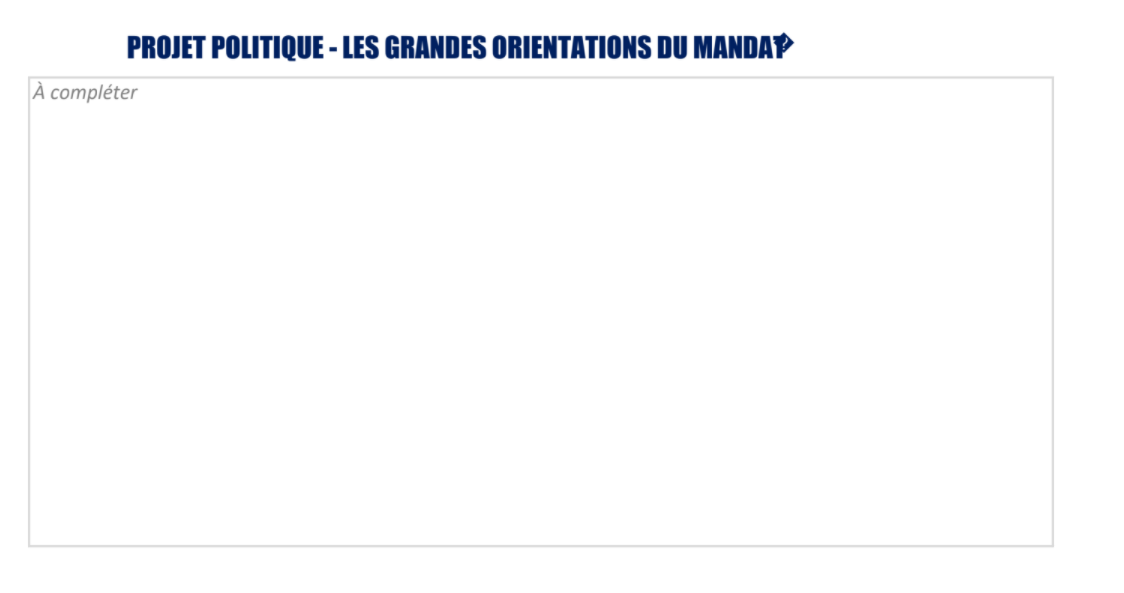 PROJET POLITIQUE - LES GRANDES ORIENTATIONS DU MANDAT�
À compléter